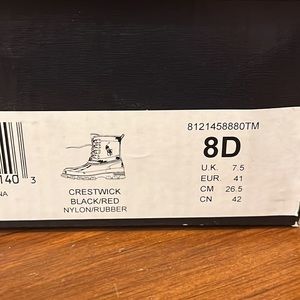 8121458880TM
8D
U.K. 7.5
EUR. 41
CM 26.5
CN 42
CRESTWICK
BLACK/RED
NYLON/RUBBER
140 3
NA